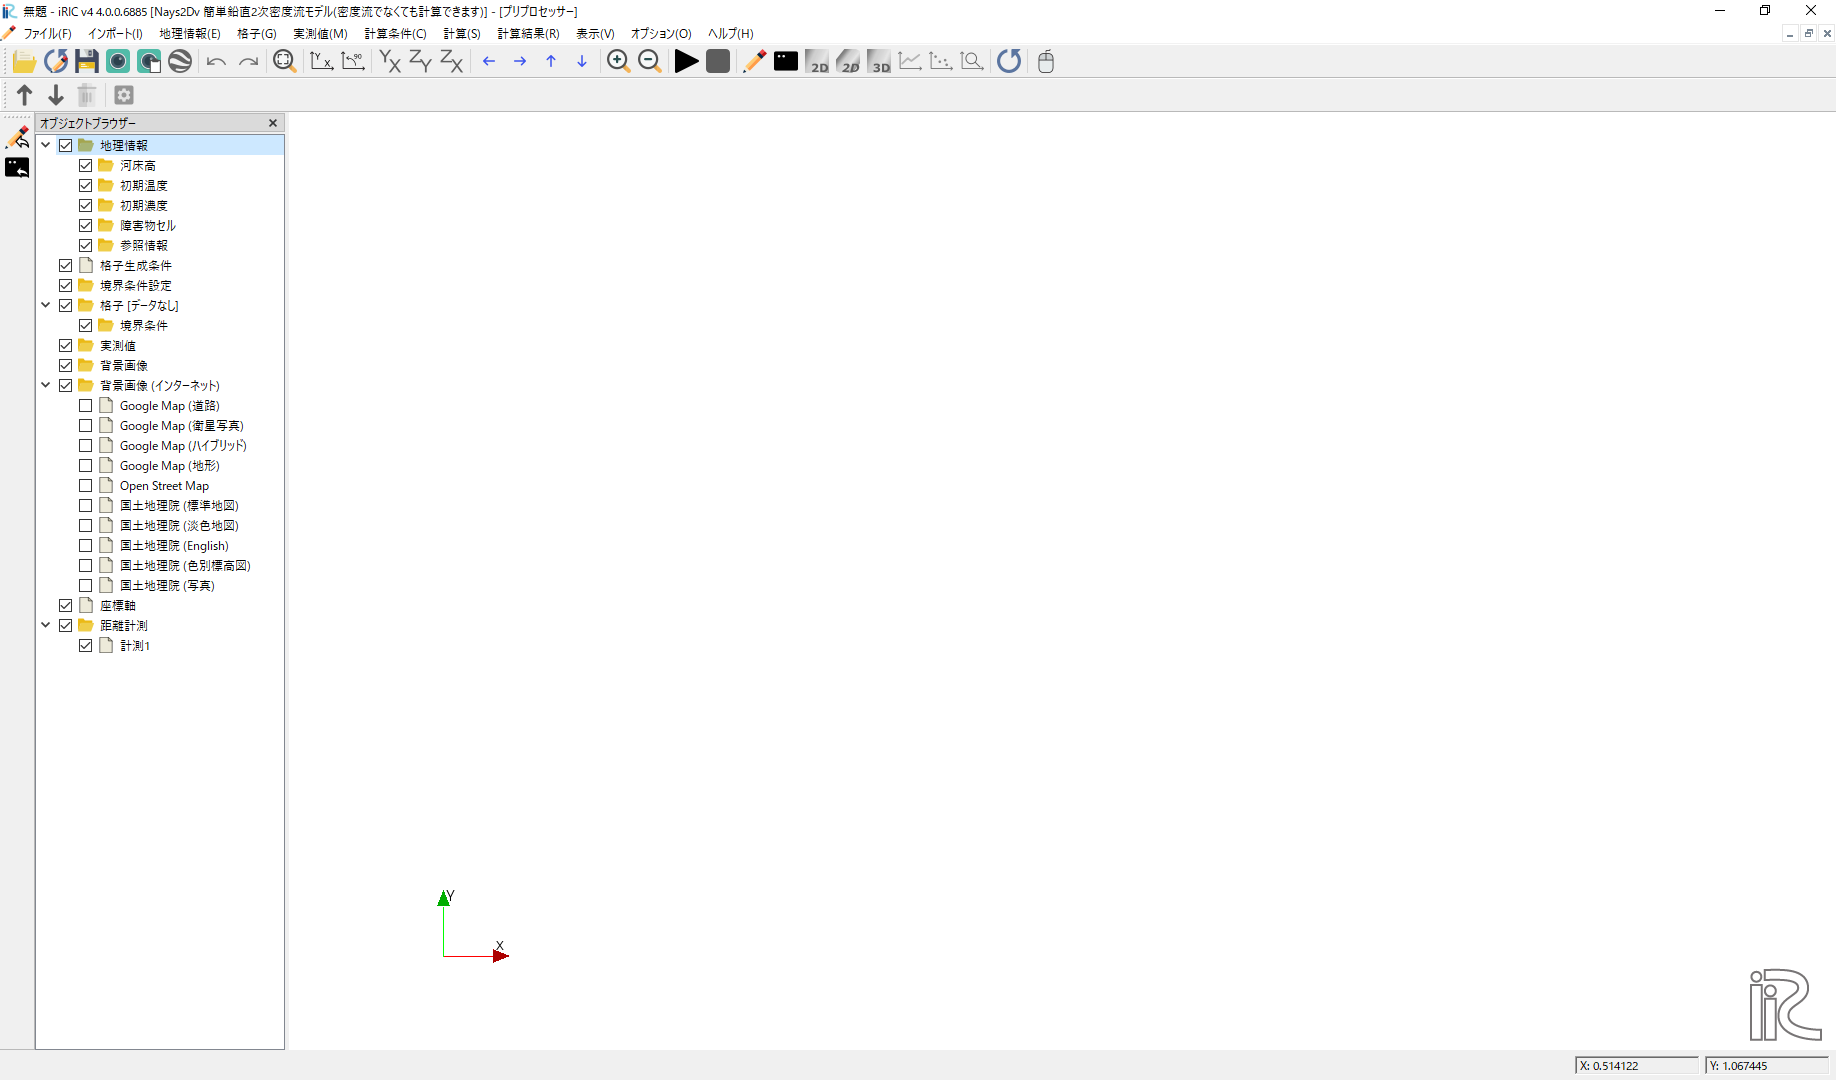 無題 - iRIC v4 4.0.0.6885 [Nays2Dv 簡単鉛直2次密度流モデル(密度流でなくても計算できます)] - [プリプロセッサー]
ファイル(F) インポート(I) 地理情報(E) 格子(G) 実測値(M) 計算条件(C) 計算(S) 計算結果(R) 表示(V) オプション(O) ヘルプ(H)
Y X 90 YX ZY ZX 2D 2D 3D
オブジェクトブラウザー
地理情報
河床高
初期温度
初期濃度
障害物セル
参照情報
格子生成条件
境界条件設定
格子 [データなし]
境界条件
実測値
背景画像
背景画像 (インターネット)
Google Map (道路)
Google Map (衛星写真)
Google Map (ハイブリッド)
Google Map (地形)
Open Street Map
国土地理院 (標準地図)
国土地理院 (淡色地図)
国土地理院 (English)
国土地理院 (色別標高図)
国土地理院 (写真)
座標軸
距離計測
計測1
Y
X
iRIC
X: 0.514122 Y: 1.067445